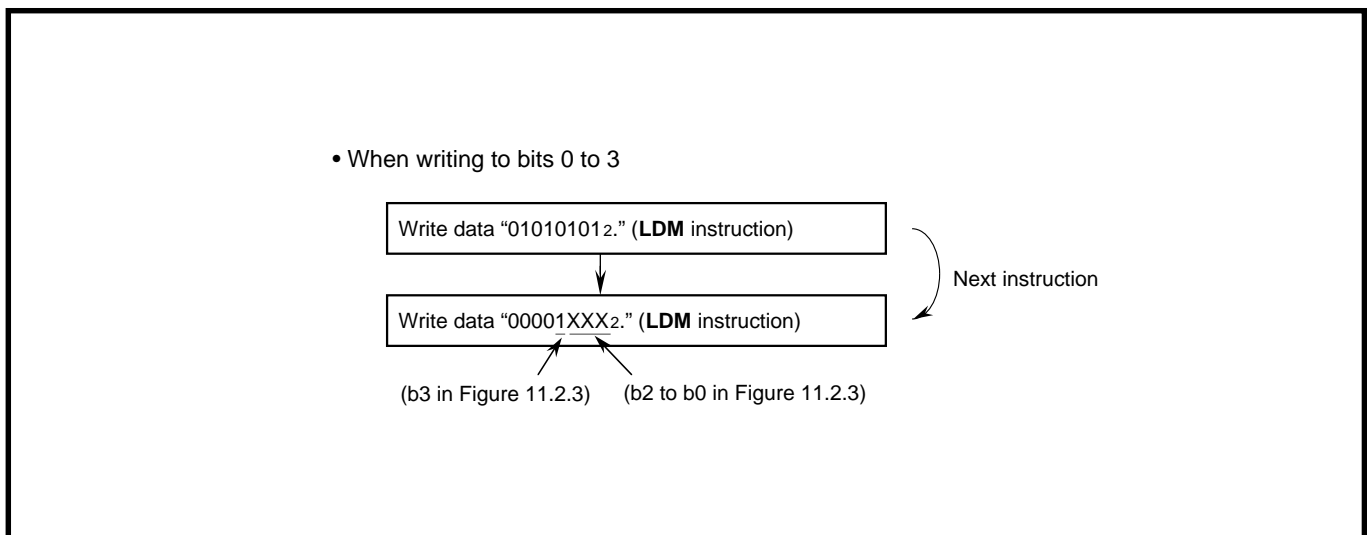 • When writing to bits 0 to 3
Write data “010101012.” (LDM instruction)
Next instruction
Write data “00001XXX2.” (LDM instruction)
(b3 in Figure 11.2.3) (b2 to b0 in Figure 11.2.3)